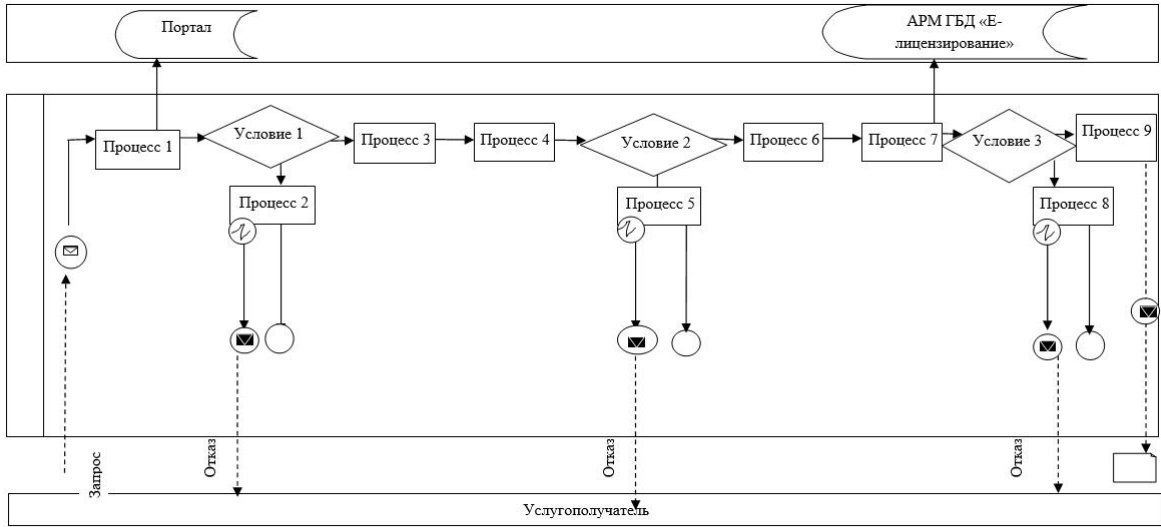 Портал
АРМ ГБД «Е-
лицензирование»
Процесс 1
Условие 1
Процесс 3
Процесс 4
Условие 2
Процесс 6
Процесс 7
Условие 3
Процесс 9
Процесс 2
Процесс 5
Процесс 8
Запрос
Отказ
Отказ
Отказ
Услугополучатель